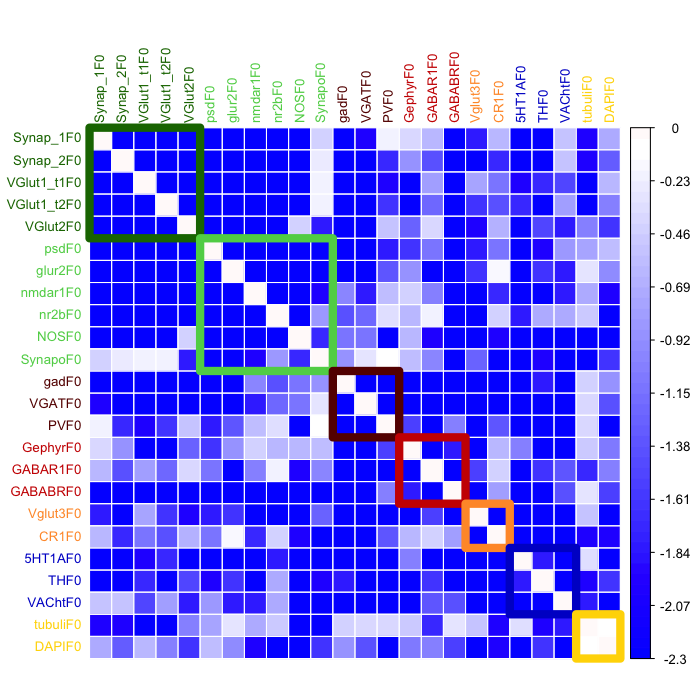 Synap_1F0 Synap_2F0 VGlut1_t1F0 VGlut1_t2F0 VGlut2F0 psdF0 glur2F0 nmdar1F0 nr2bF0 NOSF0 SynapoF0 gadF0 VGATF0 PVF0 GephyrF0 GABAR1F0 GABABRF0 Vglut3F0 CR1F0 5HT1AF0 THF0 VAChtF0 tubuliF0 DAPIF0
Synap_1F0
Synap_2F0
VGlut1_t1F0
VGlut1_t2F0
VGlut2F0
psdF0
glur2F0
nmdar1F0
nr2bF0
NOSF0
SynapoF0
gadF0
VGATF0
PVF0
GephyrF0
GABAR1F0
GABABRF0
Vglut3F0
CR1F0
5HT1AF0
THF0
VAChtF0
tubuliF0
DAPIF0
0
-0.23
-0.46
-0.69
-0.92
-1.15
-1.38
-1.61
-1.84
-2.07
-2.3